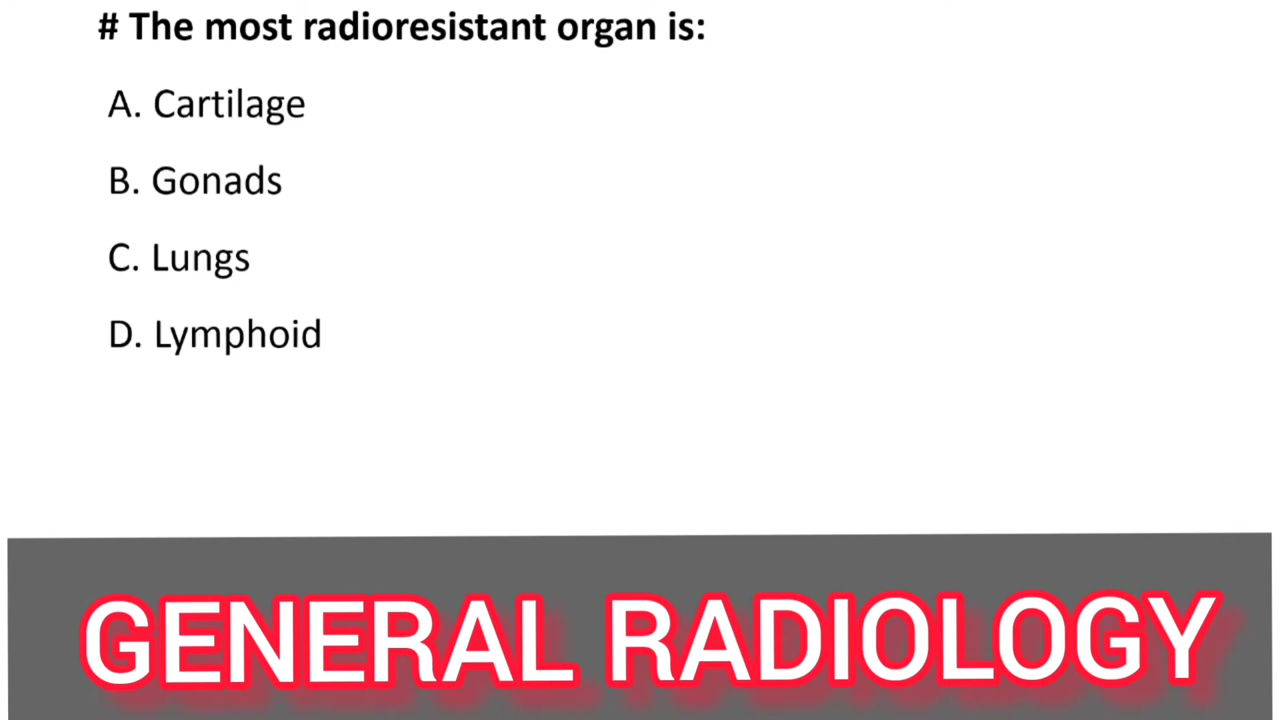 # The most radioresistant organ is:
A. Cartilage
B. Gonads
C. Lungs
D. Lymphoid
GENERAL RADIOLOGY